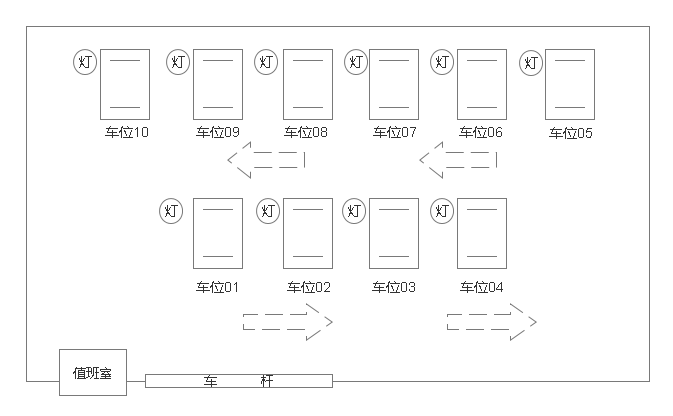 灯 灯 灯 灯 灯 灯
车位10 车位09 车位08 车位07 车位06 车位05
灯 灯 灯 灯
车位01 车位02 车位03 车位04
值班室
车 杆